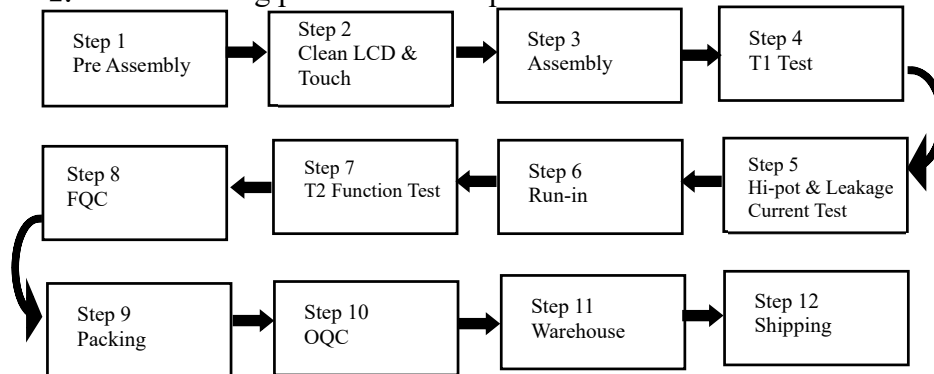 Step 1
Pre Assembly
Step 2
Clean LCD &
Touch
Step 3
Assembly
Step 4
T1 Test
Step 5
Hi-pot & Leakage
Current Test
Step 6
Run-in
Step 7
T2 Function Test
Step 8
FQC
Step 9
Packing
Step 10
OQC
Step 11
Warehouse
Step 12
Shipping